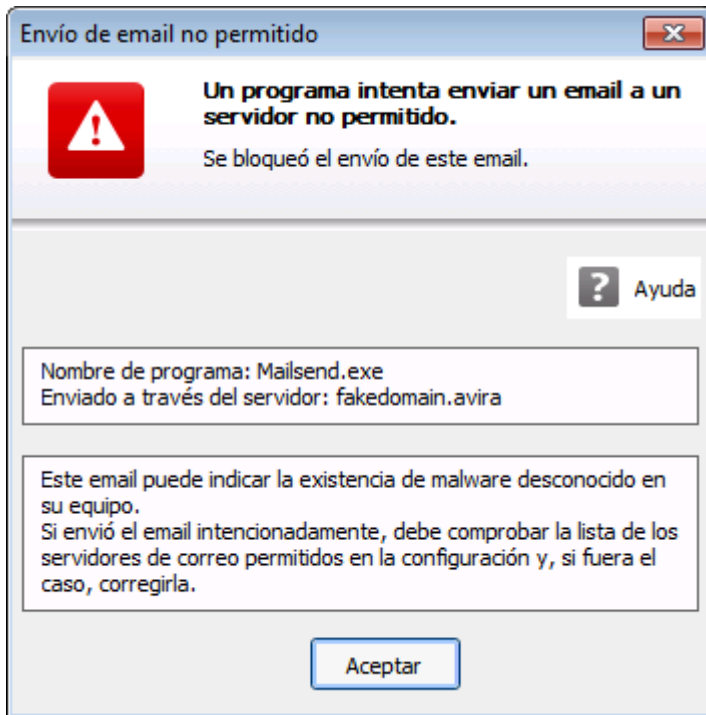 Envío de email no permitido
Un programa intenta enviar un email a un
servidor no permitido.
Se bloqueó el envío de este email.
? Ayuda
Nombre de programa: Mailsend.exe
Enviado a través del servidor: fakedomain.avira
Este email puede indicar la existencia de malware desconocido en
su equipo.
Si envió el email intencionadamente, debe comprobar la lista de los
servidores de correo permitidos en la configuración y, si fuera el
caso, corregirla.
Aceptar